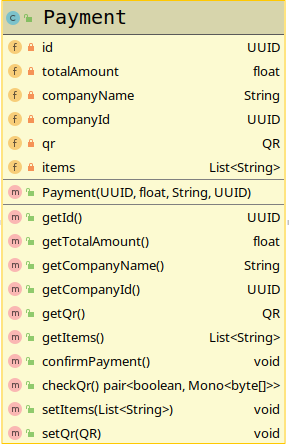 Payment
id UUID
totalAmount float
companyName String
companyId UUID
qr QR
items List<String>
Payment(UUID, float, String, UUID)
getId() UUID
getTotalAmount() float
getCompanyName() String
getCompanyId() UUID
getQr() QR
getItems() List<String>
confirmPayment() void
checkQr() pair<boolean, Mono<byte[]>>
setItems(List<String>) void
setQr(QR) void